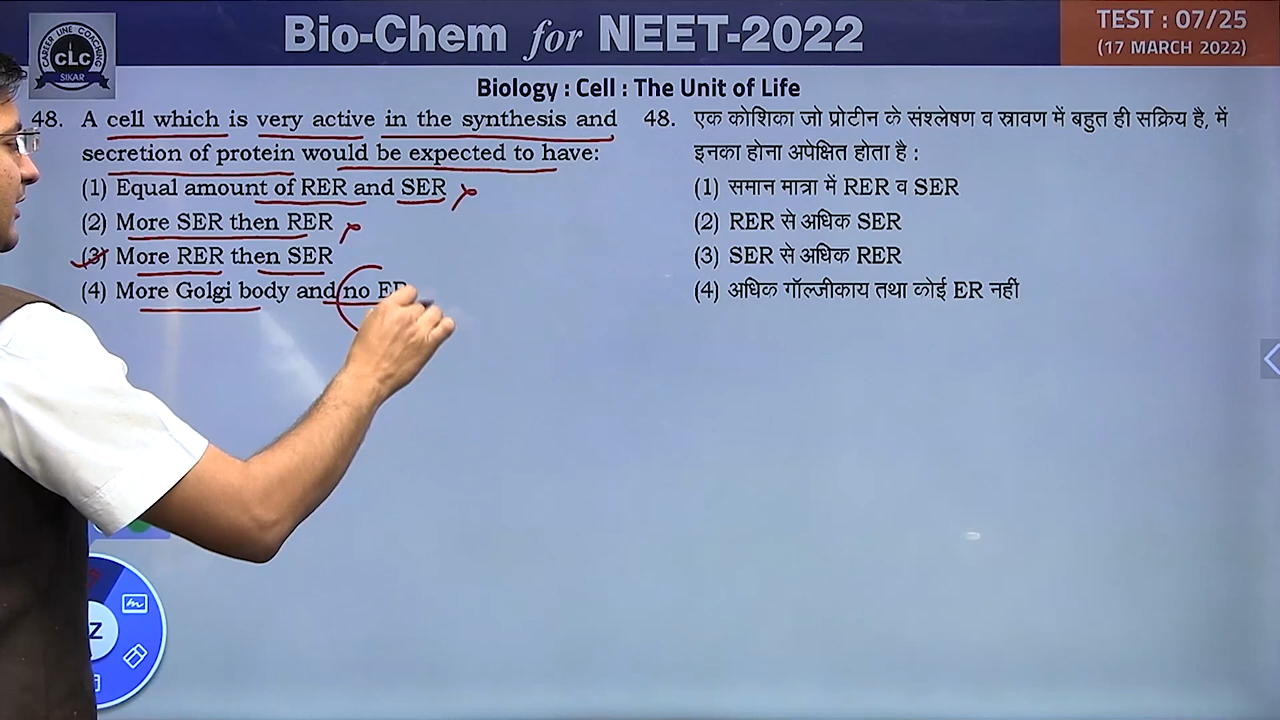 Bio-Chem for NEET-2022
TEST : 07/25
(17 MARCH 2022)
CAREER LINE COACHING
CLC
SIKAR
Biology : Cell : The Unit of Life
48. A cell which is very active in the synthesis and
secretion of protein would be expected to have:
(1) Equal amount of RER and SER
(2) More SER then RER
(3) More RER then SER
(4) More Golgi body and no
48. एक कोशिका जो प्रोटीन के संश्लेषण व स्रावण में बहुत ही सक्रिय है, में
इनका होना अपेक्षित होता है :
(1) समान मात्रा में RER व SER
(2) RER से अधिक SER
(3) SER से अधिक RER
(4) अधिक गॉल्जीकाय तथा कोई ER नहीं
Z